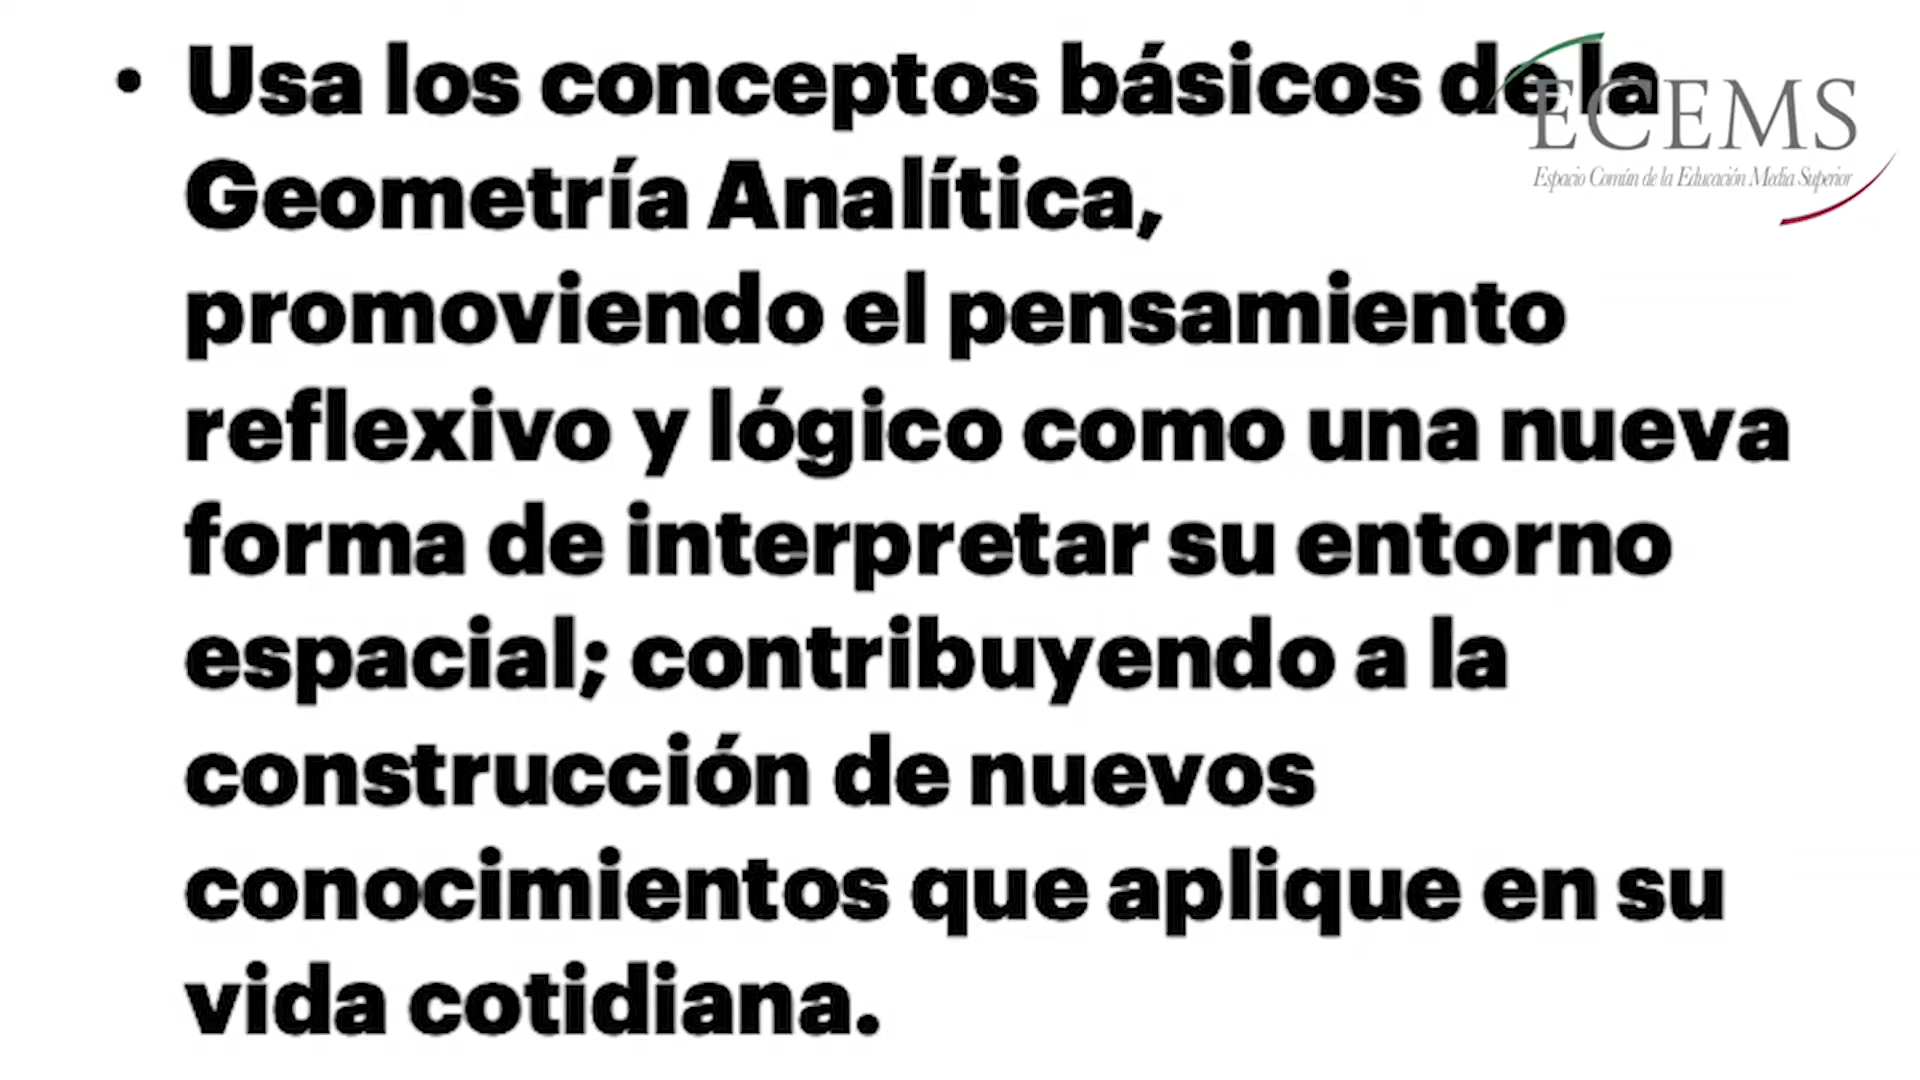 • Usa los conceptos básicos de la
ECEMS
Espacio Común de la Educación Media Superior
Geometría Analítica,
promoviendo el pensamiento
reflexivo y lógico como una nueva
forma de interpretar su entorno
espacial; contribuyendo a la
construcción de nuevos
conocimientos que aplique en su
vida cotidiana.